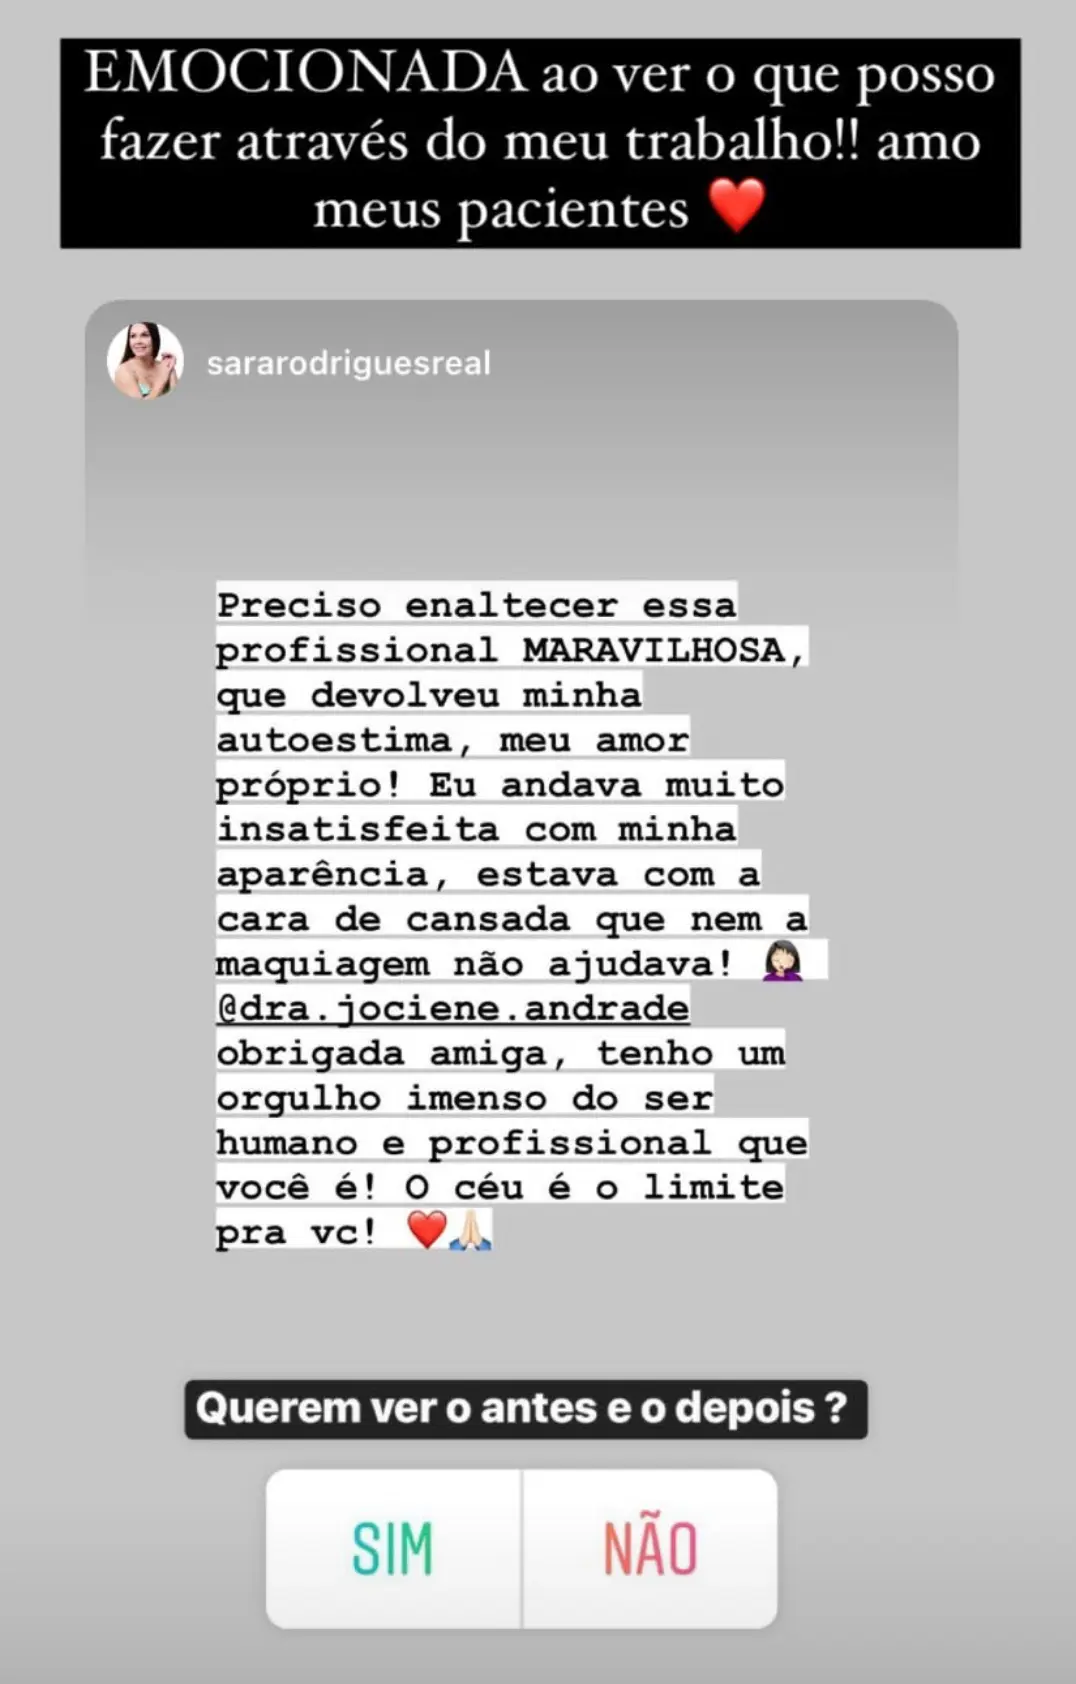 EMOCIONADA ao ver o que posso
fazer através do meu trabalho!! amo
meus pacientes ❤️
sararodriguesreal
Preciso enaltecer essa
profissional MARAVILHOSA,
que devolveu minha
autoestima, meu amor
próprio! Eu andava muito
insatisfeita com minha
aparência, estava com a
cara de cansada que nem a
maquiagem não ajudava! 🤦🏻‍♀️
@dra.jociene.andrade
obrigada amiga, tenho um
orgulho imenso do ser
humano e profissional que
você é! O céu é o limite
pra vc! ❤️🙏🏻
Querem ver o antes e o depois ?
SIM
NÃO